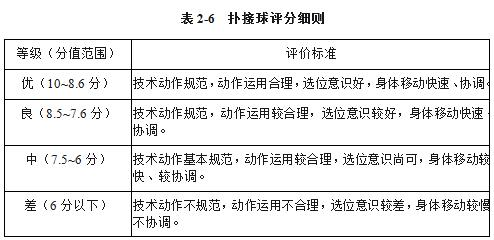 表 2-6 扑接球评分细则
等级（分值范围） 评价标准
优（10~8.6 分） 技术动作规范，动作运用合理，选位意识好，身体移动快速、协调。
良（8.5~7.6 分） 技术动作规范，动作运用较合理，选位意识较好，身体移动快速、
协调。
中（7.5~6 分） 技术动作基本规范，动作运用较合理，选位意识尚可，身体移动较
快、较协调。
差（6 分以下） 技术动作不规范，动作运用不合理，选位意识较差，身体移动较慢
不协调。